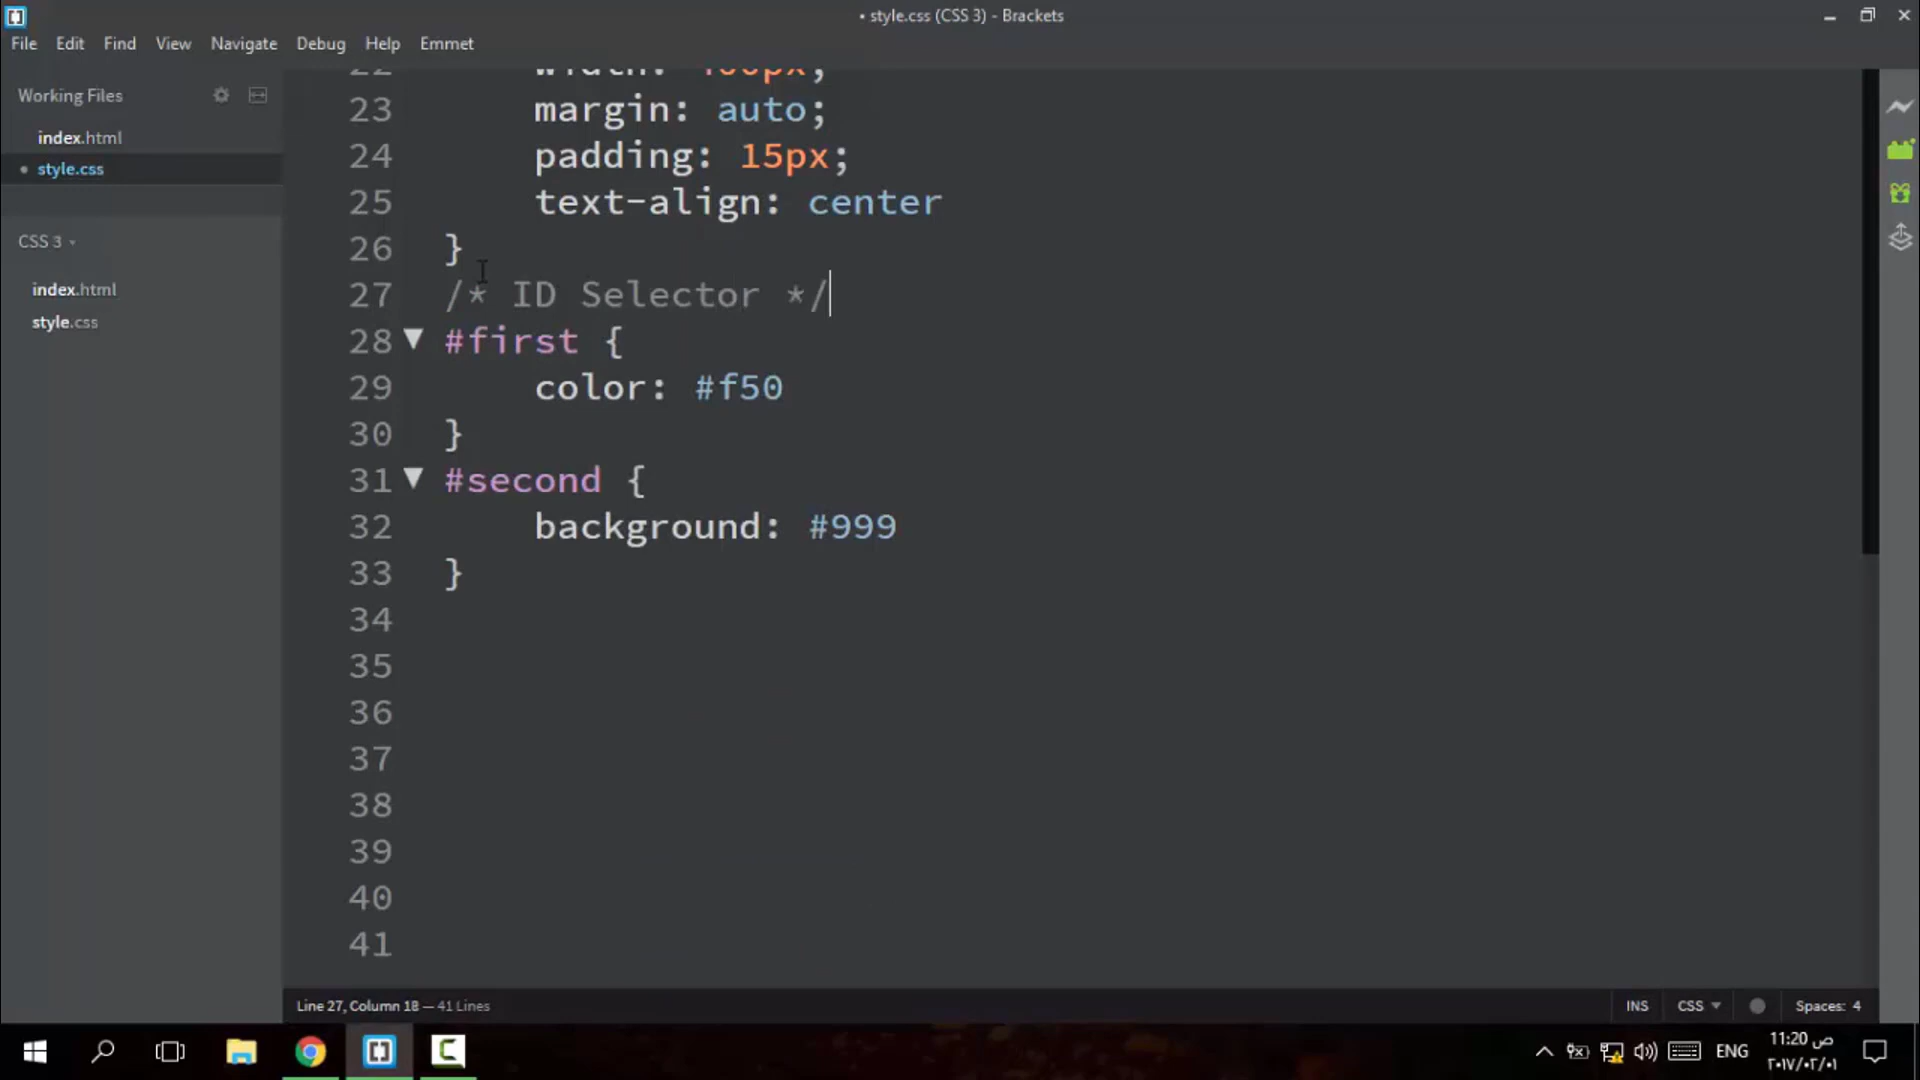 • style.css (CSS 3) - Brackets
File Edit Find View Navigate Debug Help Emmet
Working Files
index.html
• style.css
CSS 3
index.html
style.css
23 margin: auto;
24 padding: 15px;
25 text-align: center
26 }
27 /* ID Selector */
28 #first {
29 color: #f50
30 }
31 #second {
32 background: #999
33 }
34
35
36
37
38
39
40
41
Line 27, Column 18 — 41 Lines
INS CSS Spaces: 4
ENG
11:20 ص
٢٠١٧/٠٢/٠١